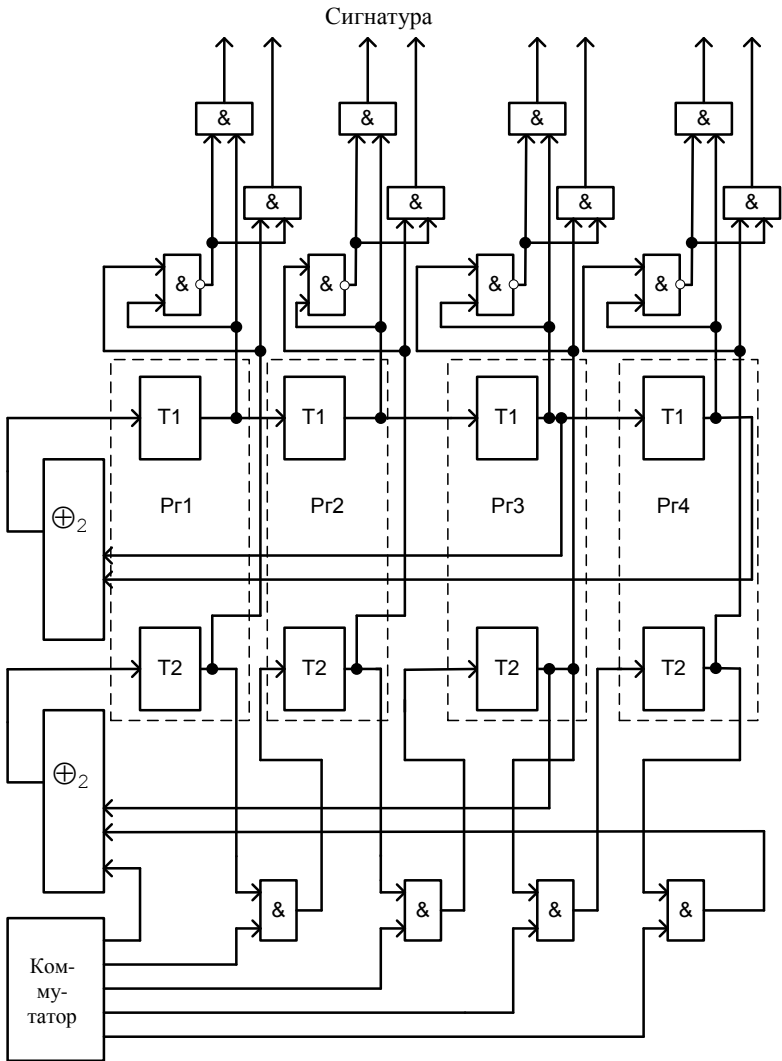 Сигнатура
& & & &
& & & &
& & & &
T1 T1 T1 T1
⊕2 Рг1 Рг2 Рг3 Рг4
T2 T2 T2 T2
⊕2
& & & &
Ком-
му-
татор